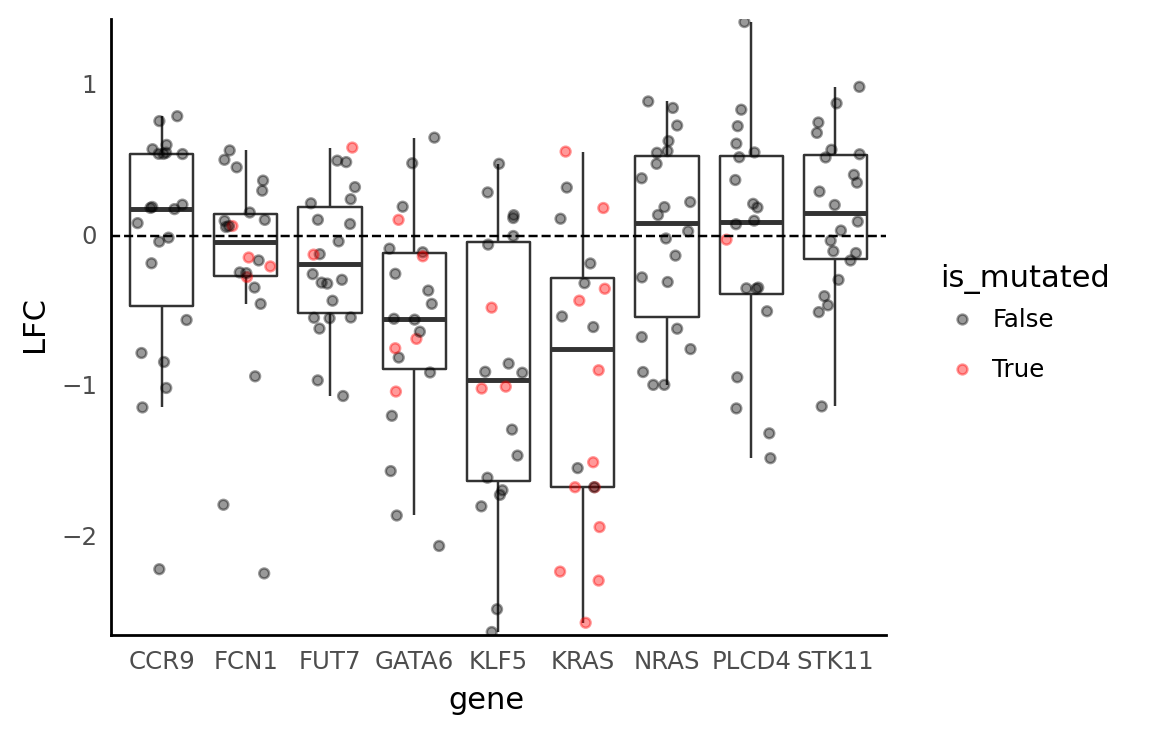 1
0
−1
−2
LFC
CCR9 FCN1 FUT7 GATA6 KLF5 KRAS NRAS PLCD4 STK11
gene
is_mutated
False
True